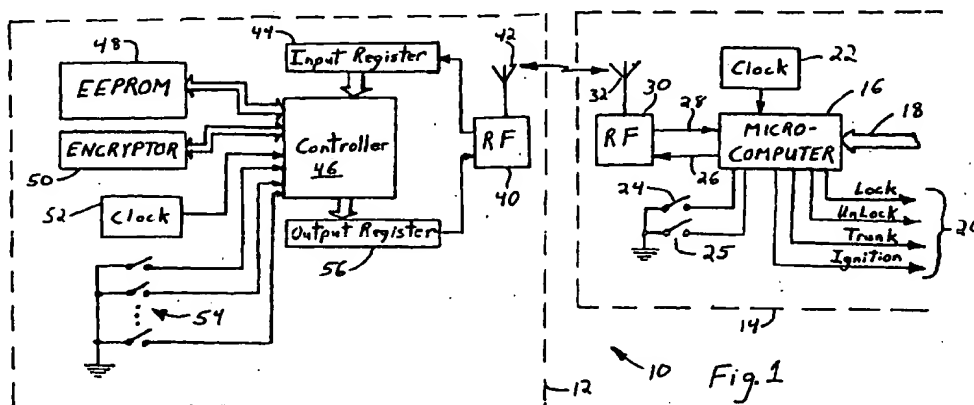 48
EEPROM
ENCRYPTOR
50
52
Clock
54
44
Input Register
Controller
46
Output Register
56
42
RF
40
12
22
Clock
32
30
RF
28
26
16
MICRO-
COMPUTER
18
24
25
Lock
UnLock
Trunk
Ignition
20
14
10
Fig.1